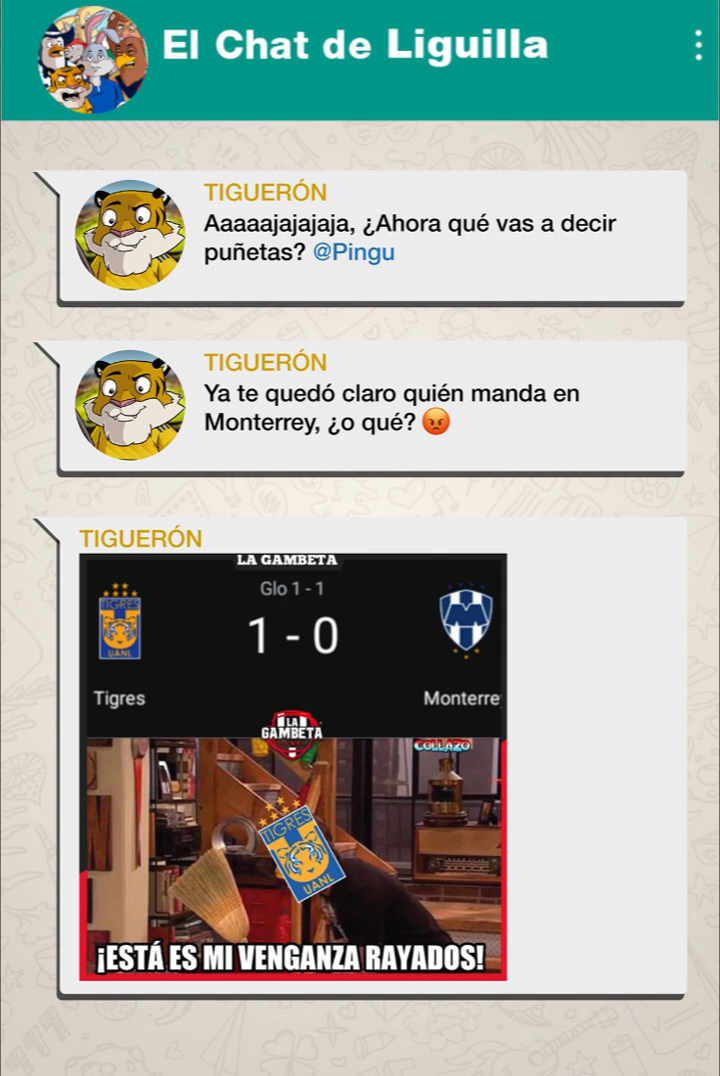 El Chat de Liguilla
TIGUERÓN
Aaaaajajajaja, ¿Ahora qué vas a decir
puñetas? @Pingu
TIGUERÓN
Ya te quedó claro quién manda en
Monterrey, ¿o qué? 😡
TIGUERÓN
LA GAMBETA
Glo 1 - 1
TIGRES
UANL
1 - 0
Tigres
Monterre
LA
GAMBETA
COLLAZO
TIGRES
UANL
¡ESTÁ ES MI VENGANZA RAYADOS!